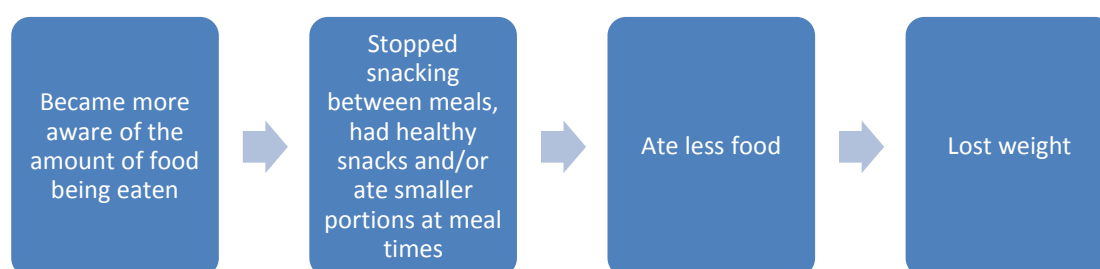 Became more
aware of the
amount of food
being eaten
Stopped
snacking
between meals,
had healthy
snacks and/or
ate smaller
portions at meal
times
Ate less food
Lost weight